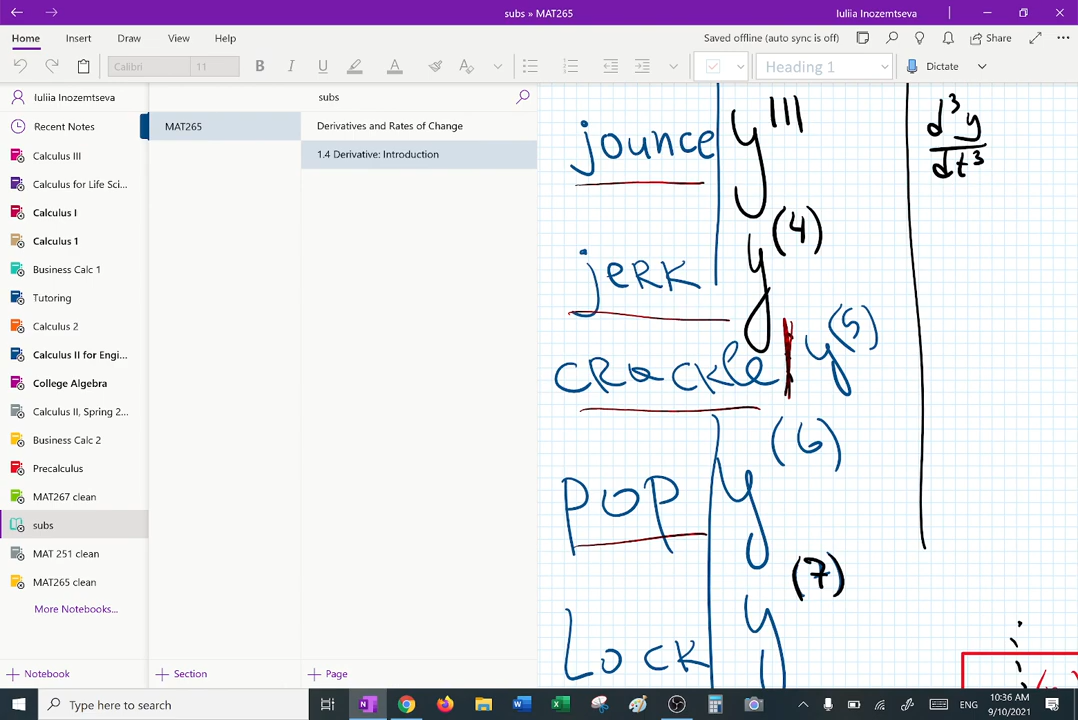 subs » MAT265
Iuliia Inozemtseva
Home Insert Draw View Help
Saved offline (auto sync is off) Share
Calibri 11 B I U A Heading 1 Dictate
Iuliia Inozemtseva
subs
Recent Notes
MAT265
Derivatives and Rates of Change
Calculus III
1.4 Derivative: Introduction
Calculus for Life Sci...
Calculus I
Calculus 1
Business Calc 1
Tutoring
Calculus 2
Calculus II for Engi...
College Algebra
Calculus II, Spring 2...
Business Calc 2
Precalculus
MAT267 clean
subs
MAT 251 clean
MAT265 clean
More Notebooks...
jounce y''' d³y/dt³
jerk y(4)
crackle y(5)
POP y(6)
Lock y(7)
+ Notebook + Section + Page
Type here to search
ENG
10:36 AM
9/10/2021